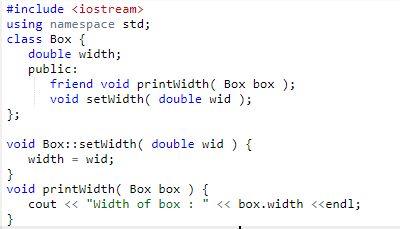 #include <iostream>
using namespace std;
class Box {
   double width;
   public:
      friend void printWidth( Box box );
      void setWidth( double wid );
};

void Box::setWidth( double wid ) {
   width = wid;
}
void printWidth( Box box ) {
   cout << "Width of box : " << box.width <<endl;
}